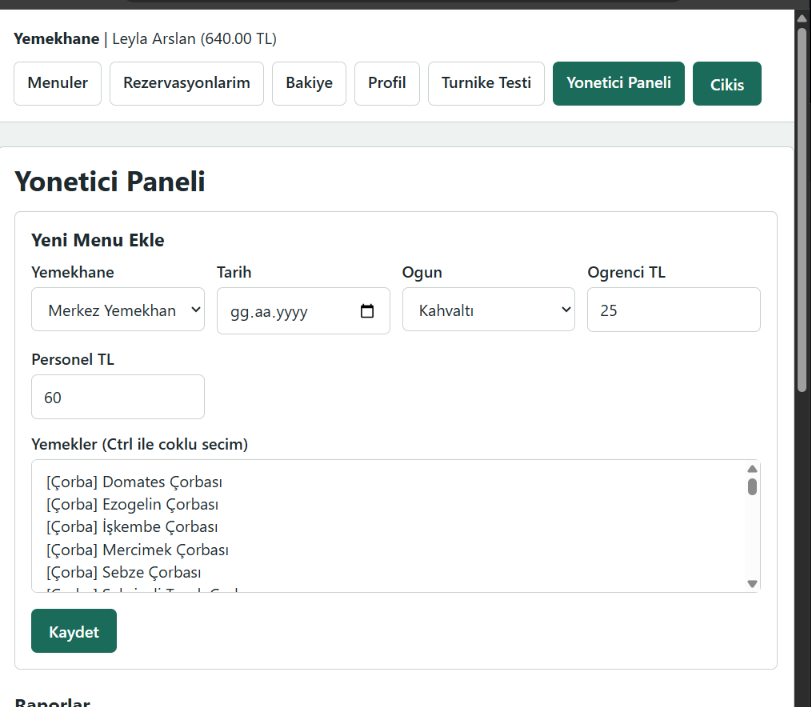 Yemekhane | Leyla Arslan (640.00 TL)
Menuler Rezervasyonlarim Bakiye Profil Turnike Testi Yonetici Paneli Cikis
Yonetici Paneli
Yeni Menu Ekle
Yemekhane Tarih Ogun Ogrenci TL
Merkez Yemekhan gg.aa.yyyy Kahvaltı 25
Personel TL
60
Yemekler (Ctrl ile coklu secim)
[Çorba] Domates Çorbası
[Çorba] Ezogelin Çorbası
[Çorba] İşkembe Çorbası
[Çorba] Mercimek Çorbası
[Çorba] Sebze Çorbası
Kaydet
Raporlar